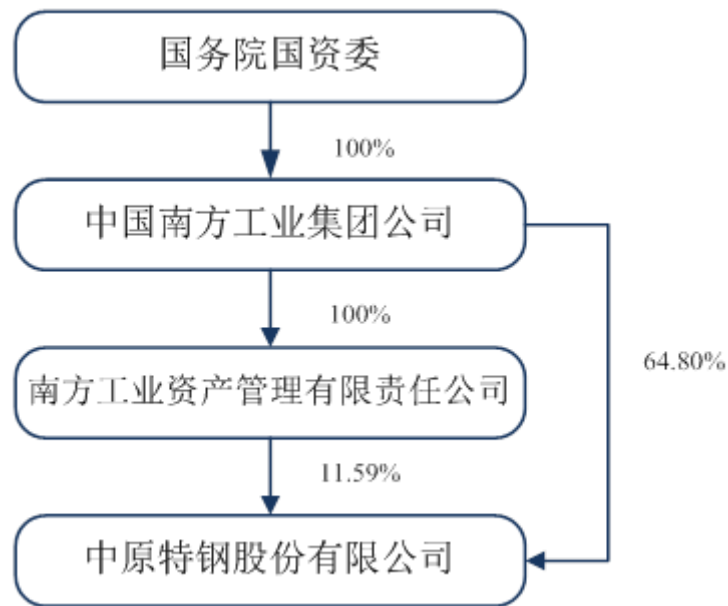 国务院国资委
100%
中国南方工业集团公司
100%
64.80%
南方工业资产管理有限责任公司
11.59%
中原特钢股份有限公司